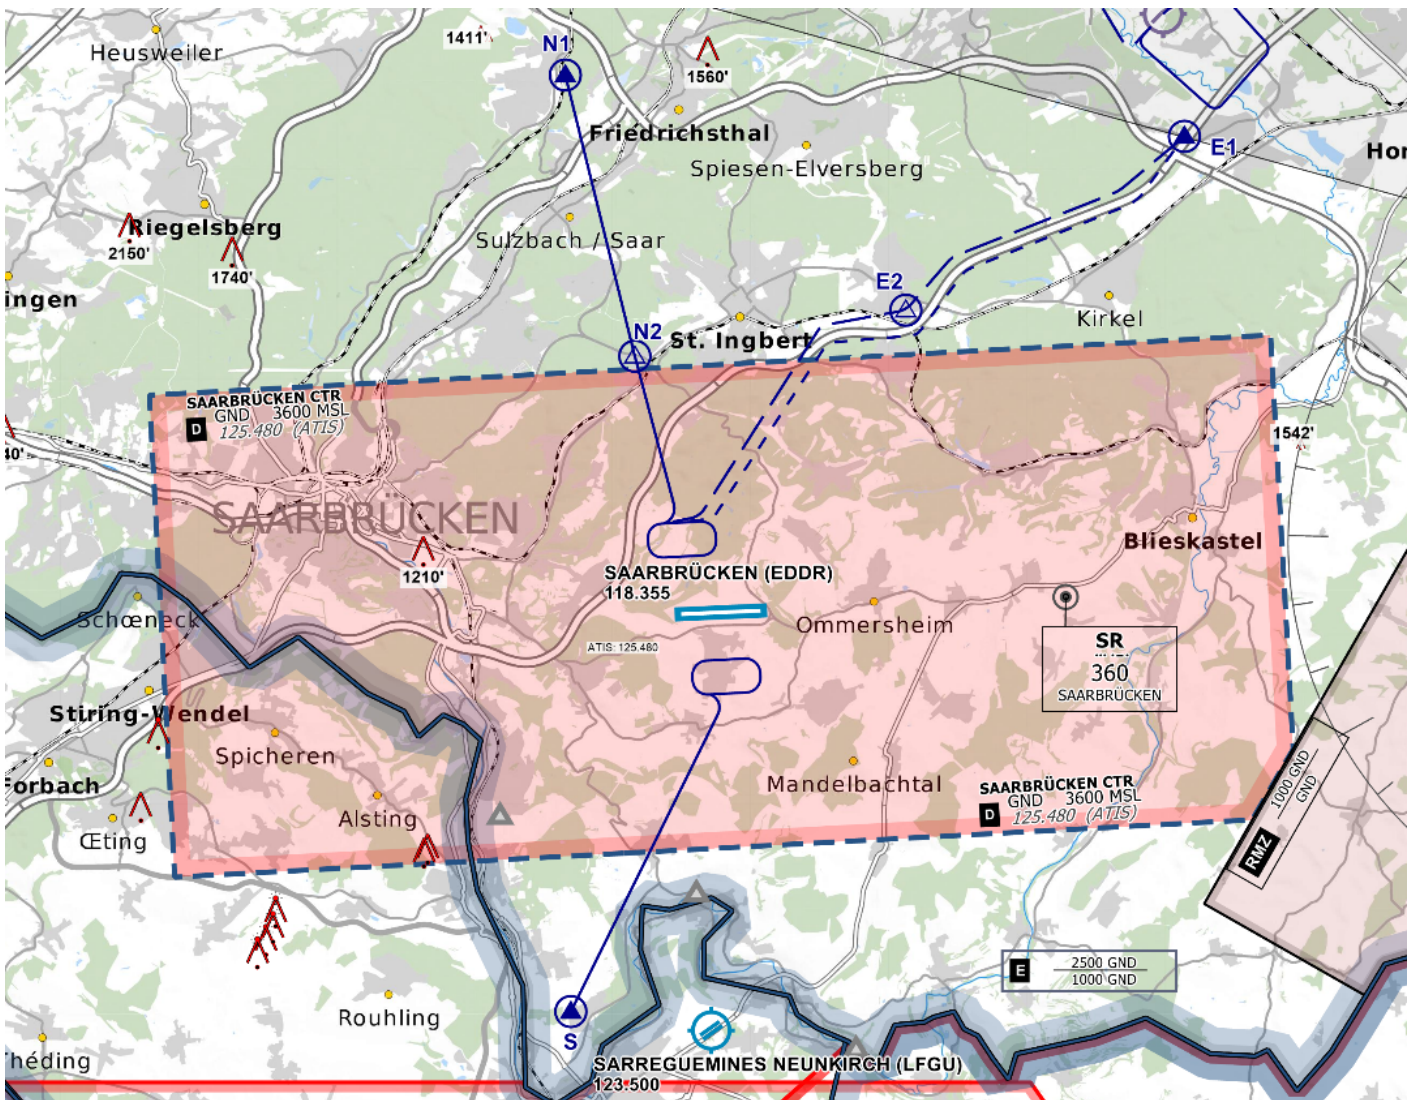 1411'
N1
Heusweiler
1560'
Friedrichsthal
E1
Hor
Spiesen-Elversberg
Riegelsberg
2150'
1740'
Sulzbach / Saar
E2
ingen
Kirkel
N2
St. Ingbert
SAARBRÜCKEN CTR
D
GND 3600 MSL
125.480 (ATIS)
1542'
40'
SAARBRÜCKEN
Blieskastel
1210'
SAARBRÜCKEN (EDDR)
118.355
Schœneck
Ommersheim
ATIS: 125.480
SR
360
SAARBRÜCKEN
Stiring-Wendel
Spicheren
Forbach
Mandelbachtal
SAARBRÜCKEN CTR
D
GND 3600 MSL
125.480 (ATIS)
1000 GND
GND
RMZ
Alsting
Œting
E
2500 GND
1000 GND
Rouhling
S
Théding
SARREGUEMINES NEUNKIRCH (LFGU)
123.500